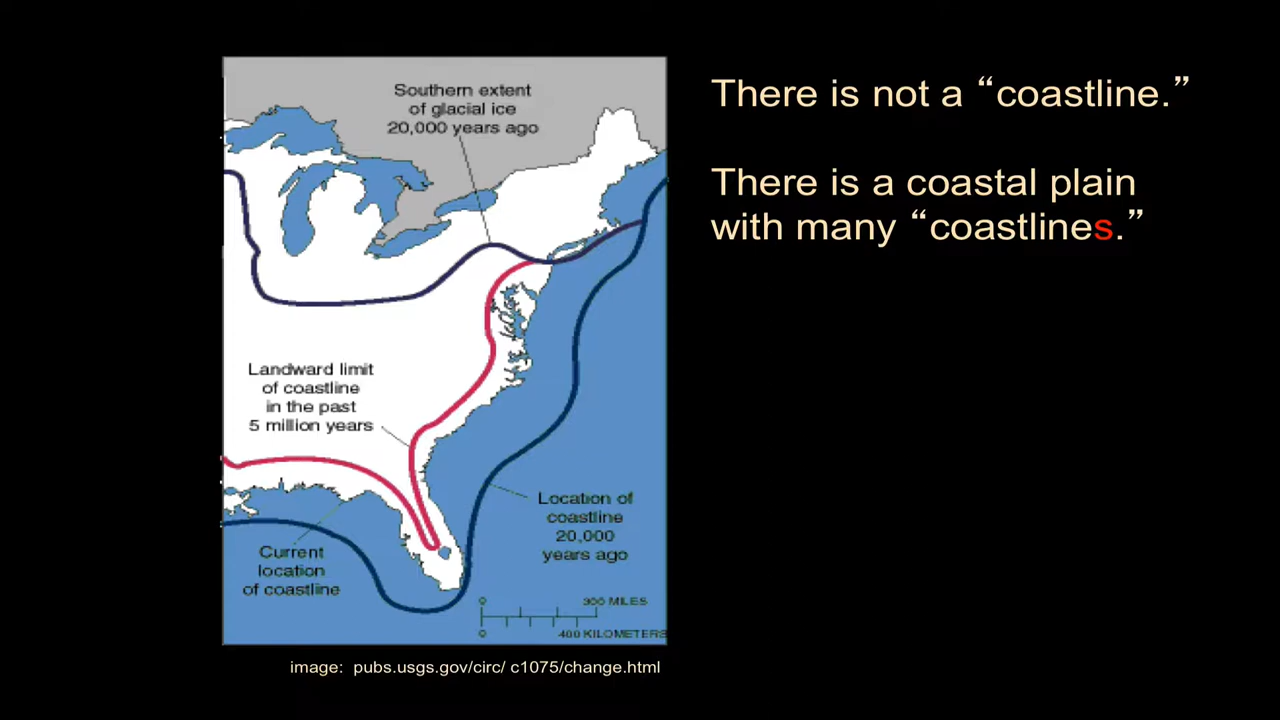 There is not a “coastline.”
There is a coastal plain
with many “coastlines.”
Southern extent
of glacial ice
20,000 years ago
Landward limit
of coastline
in the past
5 million years
Location of
coastline
20,000
years ago
Current
location
of coastline
0 300 MILES
0 400 KILOMETERS
image: pubs.usgs.gov/circ/ c1075/change.html